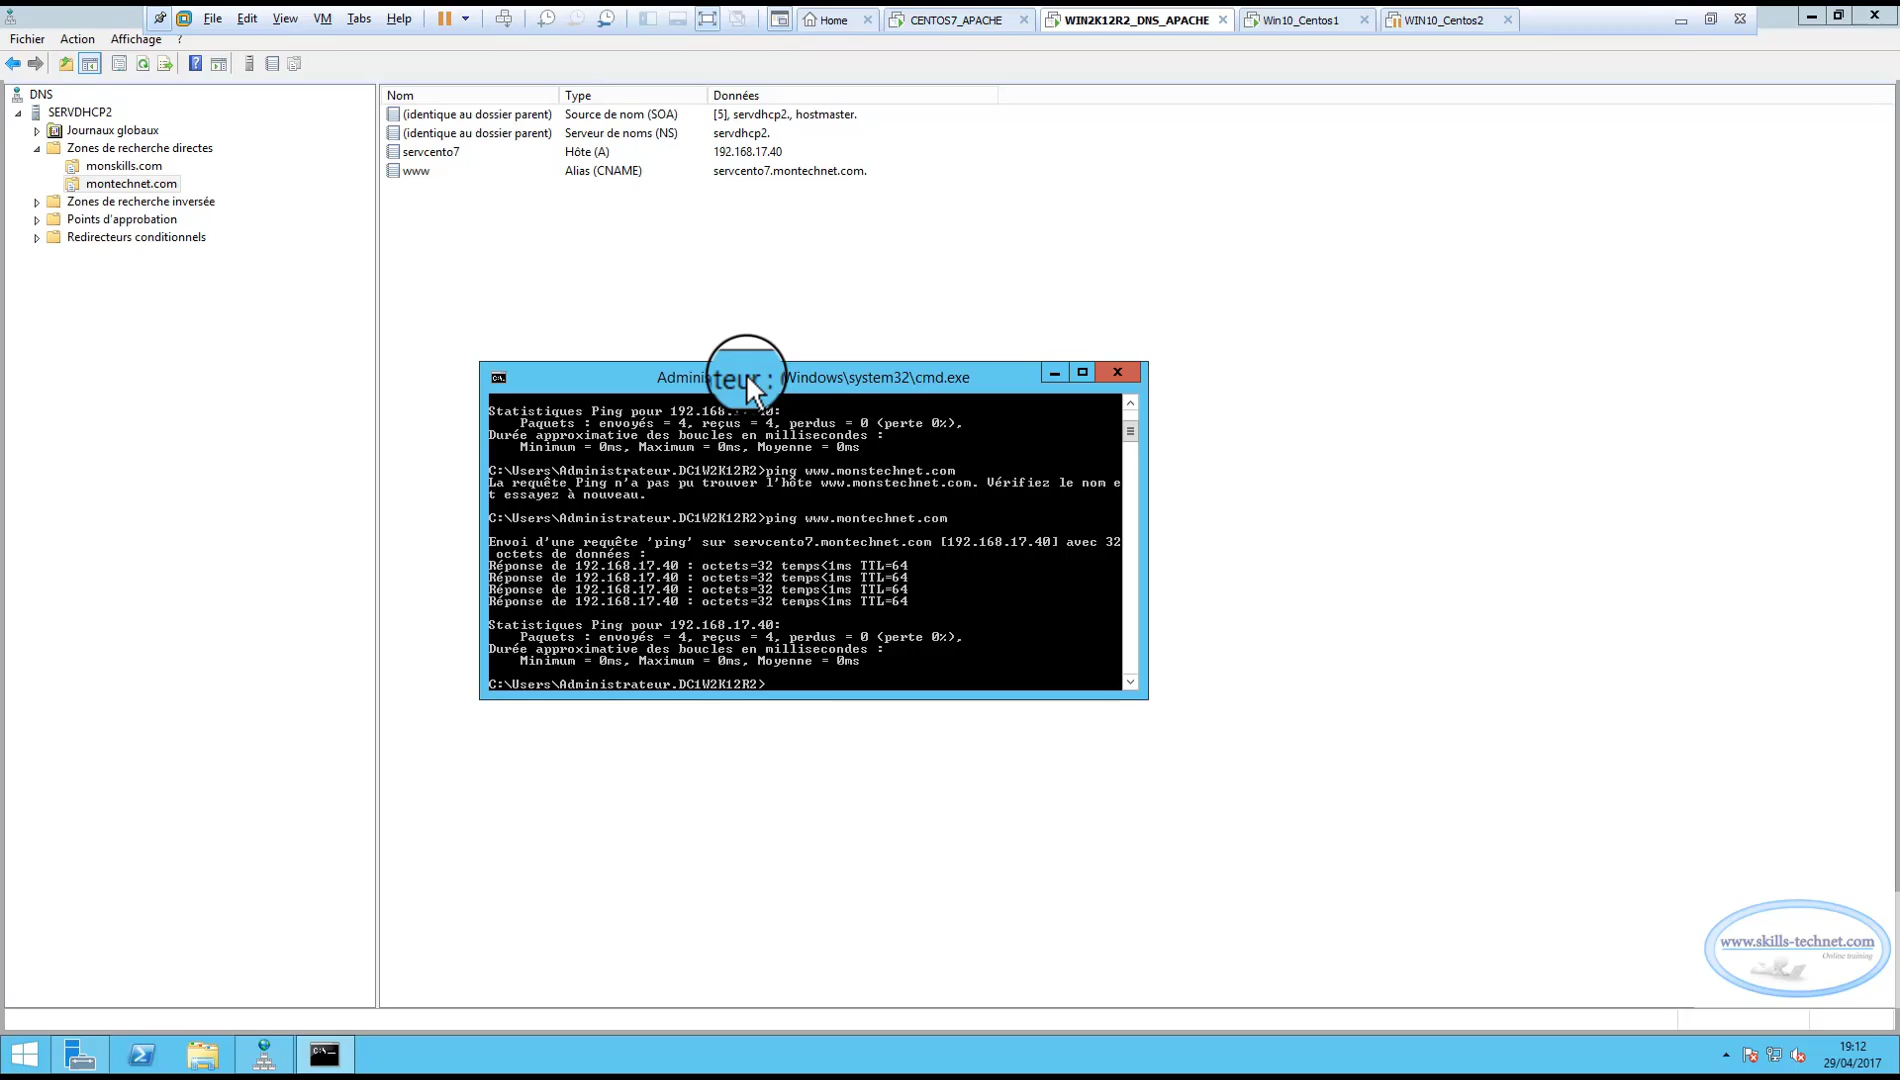 File Edit View VM Tabs Help
Home CENTOS7_APACHE WIN2K12R2_DNS_APACHE Win10_Centos1 WIN10_Centos2
Fichier Action Affichage ?
DNS
SERVDHCP2
Journaux globaux
Zones de recherche directes
monskills.com
montechnet.com
Zones de recherche inversée
Points d'approbation
Redirecteurs conditionnels
Nom Type Données
(identique au dossier parent) Source de nom (SOA) [5], servdhcp2., hostmaster.
(identique au dossier parent) Serveur de noms (NS) servdhcp2.
servcento7 Hôte (A) 192.168.17.40
www Alias (CNAME) servcento7.montechnet.com.
Windows\system32\cmd.exe
Statistiques Ping pour
Paquets : envoyés = 4, reçus = 4, perdus = 0 (perte 0%),
Durée approximative des boucles en millisecondes :
Minimum = 0ms, Maximum = 0ms, Moyenne = 0ms
C:\Users\Administrateur.DC1W2K12R2>ping www.monstechnet.com
La requête Ping n'a pas pu trouver l'hôte www.monstechnet.com. Vérifiez le nom e
t essayez à nouveau.
C:\Users\Administrateur.DC1W2K12R2>ping www.montechnet.com
Envoi d'une requête 'ping' sur servcento7.montechnet.com [192.168.17.40] avec 32
octets de données :
Réponse de 192.168.17.40 : octets=32 temps<1ms TTL=64
Réponse de 192.168.17.40 : octets=32 temps<1ms TTL=64
Réponse de 192.168.17.40 : octets=32 temps<1ms TTL=64
Réponse de 192.168.17.40 : octets=32 temps<1ms TTL=64
Statistiques Ping pour 192.168.17.40:
Paquets : envoyés = 4, reçus = 4, perdus = 0 (perte 0%),
Durée approximative des boucles en millisecondes :
Minimum = 0ms, Maximum = 0ms, Moyenne = 0ms
C:\Users\Administrateur.DC1W2K12R2>
www.skills-technet.com
Online training
19:12
29/04/2017